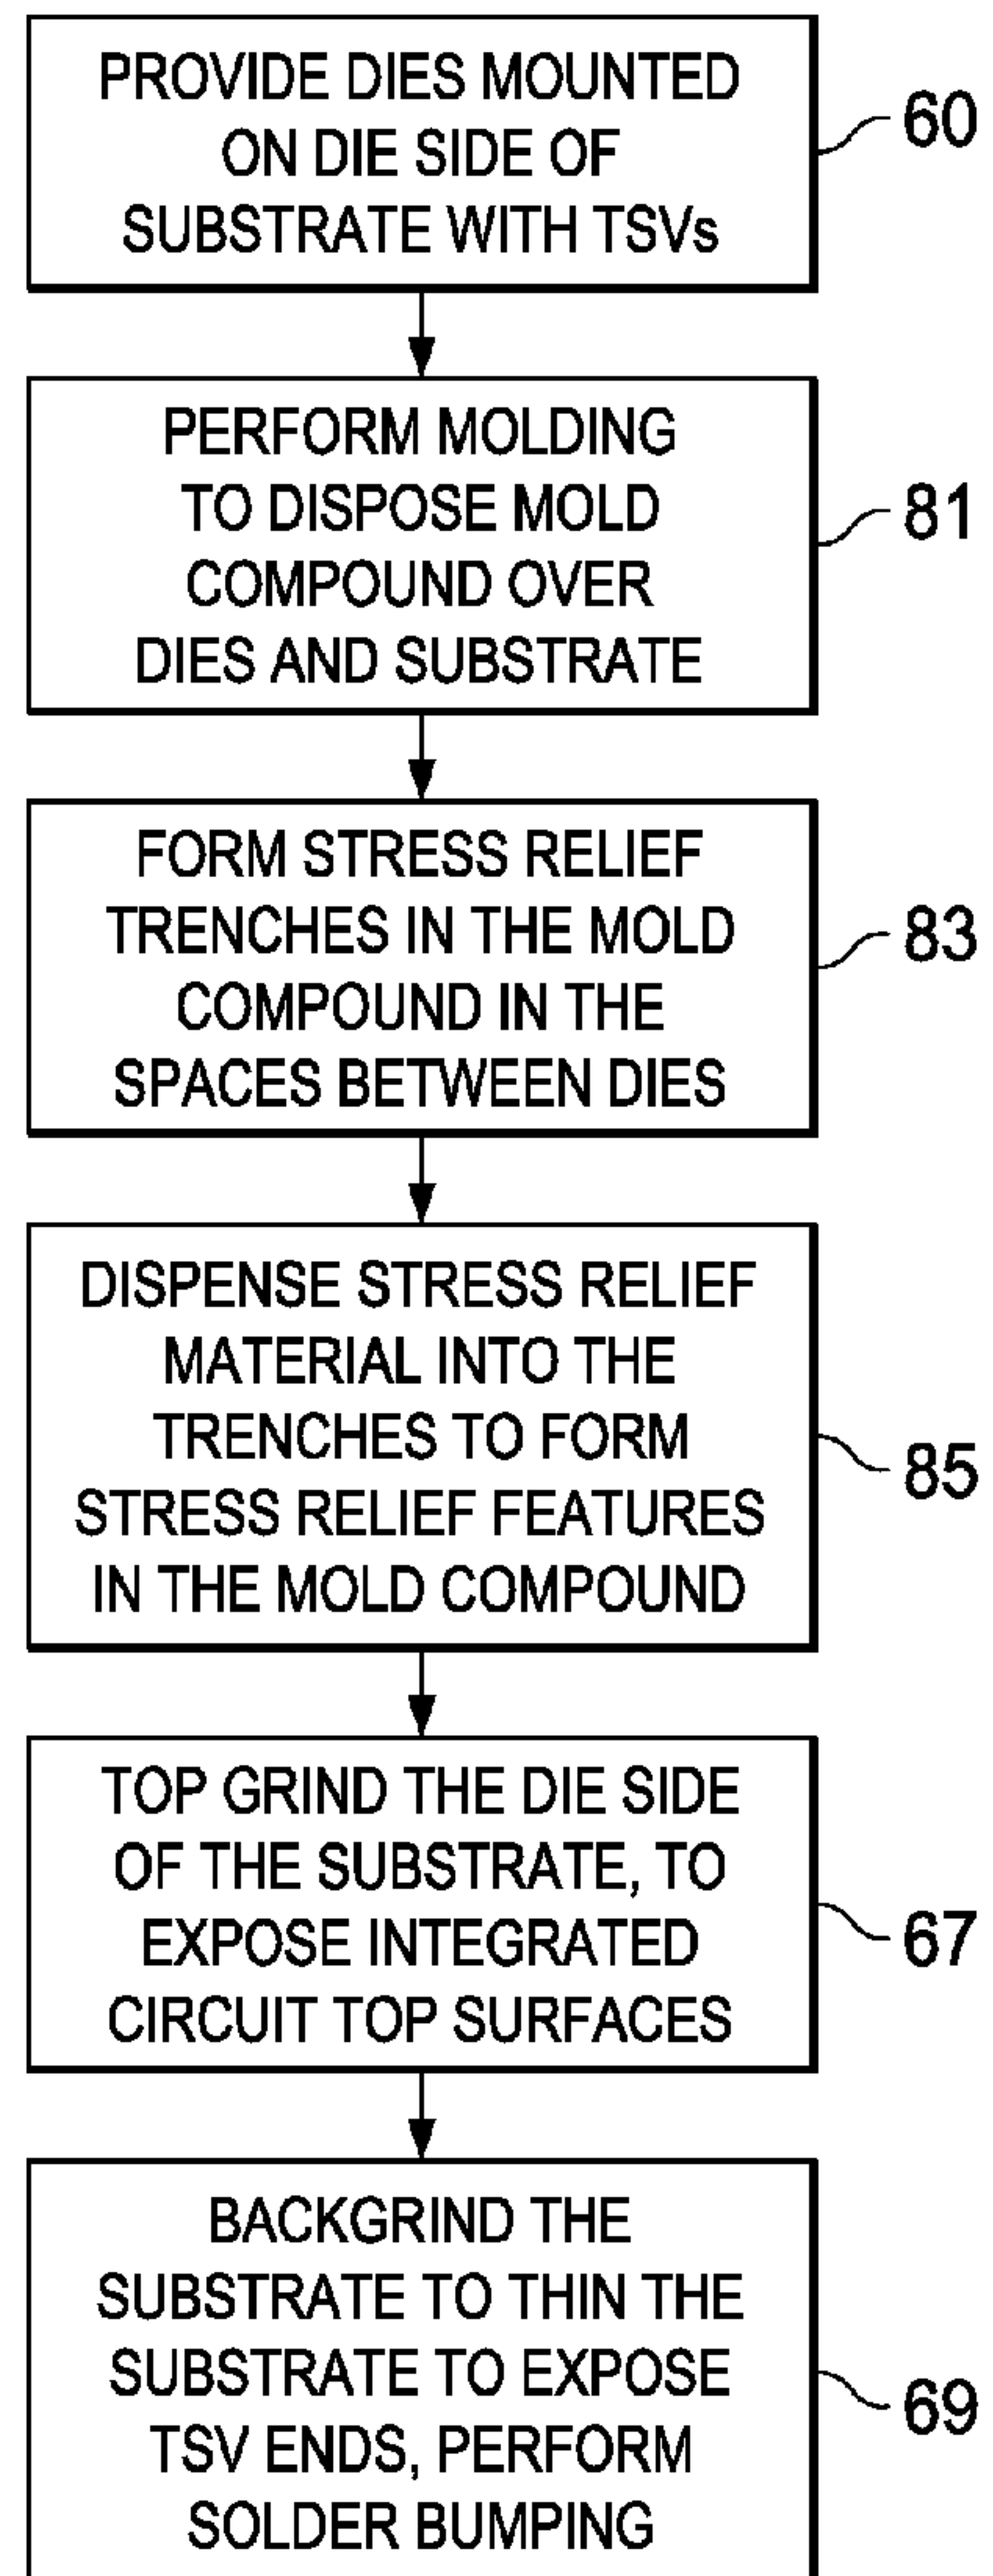 PROVIDE DIES MOUNTED
ON DIE SIDE OF
SUBSTRATE WITH TSVs
60
PERFORM MOLDING
TO DISPOSE MOLD
COMPOUND OVER
DIES AND SUBSTRATE
81
FORM STRESS RELIEF
TRENCHES IN THE MOLD
COMPOUND IN THE
SPACES BETWEEN DIES
83
DISPENSE STRESS RELIEF
MATERIAL INTO THE
TRENCHES TO FORM
STRESS RELIEF FEATURES
IN THE MOLD COMPOUND
85
TOP GRIND THE DIE SIDE
OF THE SUBSTRATE, TO
EXPOSE INTEGRATED
CIRCUIT TOP SURFACES
67
BACKGRIND THE
SUBSTRATE TO THIN THE
SUBSTRATE TO EXPOSE
TSV ENDS, PERFORM
SOLDER BUMPING
69